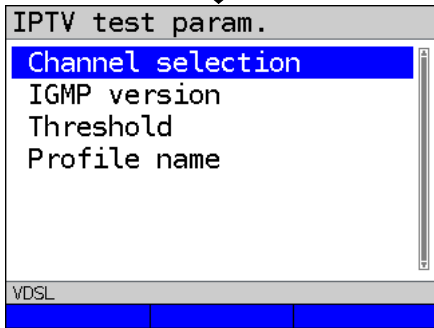 IPTV test param.
Channel selection
IGMP version
Threshold
Profile name
VDSL